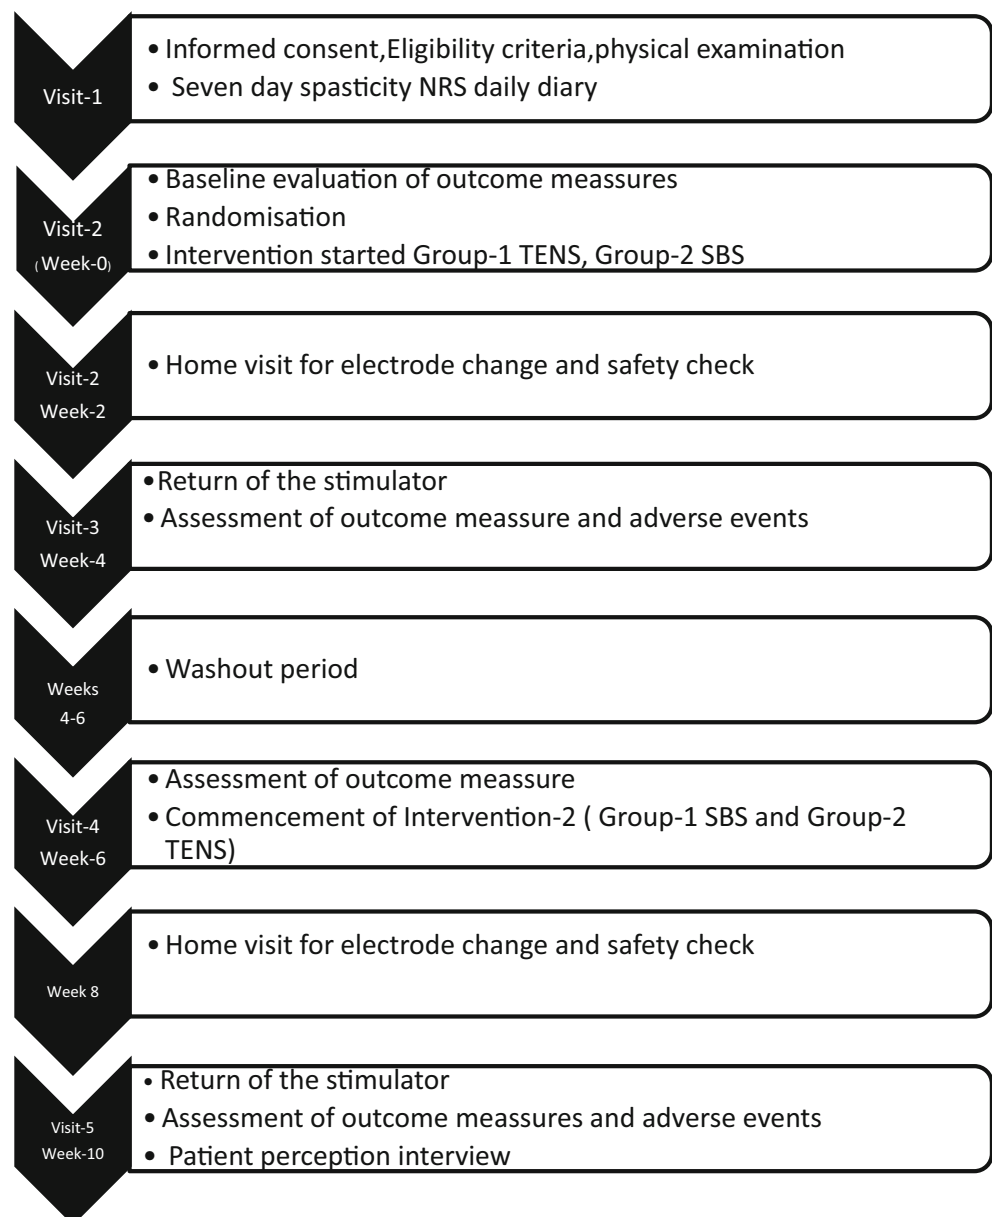 Visit-1
• Informed consent,Eligibility criteria,physical examination
• Seven day spasticity NRS daily diary
Visit-2
(Week-0)
• Baseline evaluation of outcome meassures
• Randomisation
• Intervention started Group-1 TENS, Group-2 SBS
Visit-2
Week-2
• Home visit for electrode change and safety check
Visit-3
Week-4
• Return of the stimulator
• Assessment of outcome meassure and adverse events
Weeks
4-6
• Washout period
Visit-4
Week-6
• Assessment of outcome meassure
• Commencement of Intervention-2 ( Group-1 SBS and Group-2
TENS)
Week 8
• Home visit for electrode change and safety check
Visit-5
Week-10
• Return of the stimulator
• Assessment of outcome meassures and adverse events
• Patient perception interview